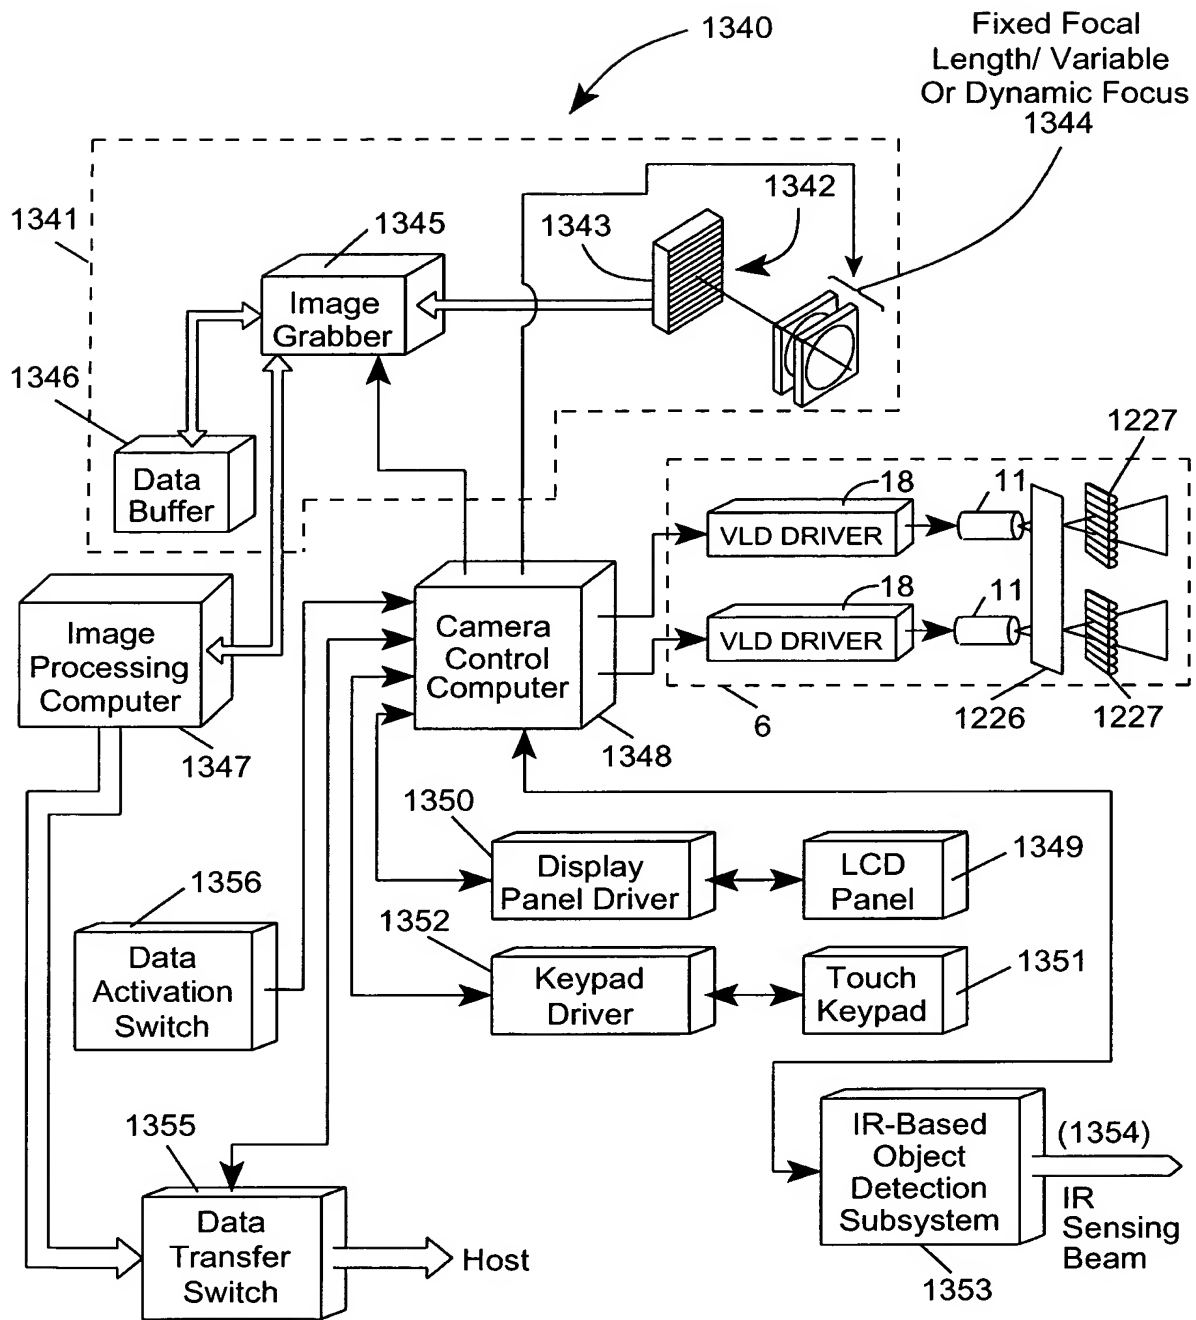 1340
Fixed Focal
Length/ Variable
Or Dynamic Focus
1344
1341
1345
1343
1342
Image
Grabber
1346
Data
Buffer
1227
18
11
VLD DRIVER
18
11
VLD DRIVER
6
1226
1227
Image
Processing
Computer
1347
Camera
Control
Computer
1348
1350
Display
Panel Driver
LCD
Panel
1349
1356
Data
Activation
Switch
1352
Keypad
Driver
Touch
Keypad
1351
1355
Data
Transfer
Switch
Host
IR-Based
Object
Detection
Subsystem
1353
(1354)
IR
Sensing
Beam